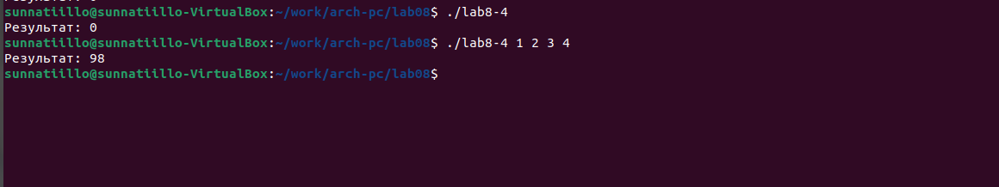 sunnatiillo@sunnatiillo-VirtualBox:~/work/arch-pc/lab08$ ./lab8-4
Результат: 0
sunnatiillo@sunnatiillo-VirtualBox:~/work/arch-pc/lab08$ ./lab8-4 1 2 3 4
Результат: 98
sunnatiillo@sunnatiillo-VirtualBox:~/work/arch-pc/lab08$